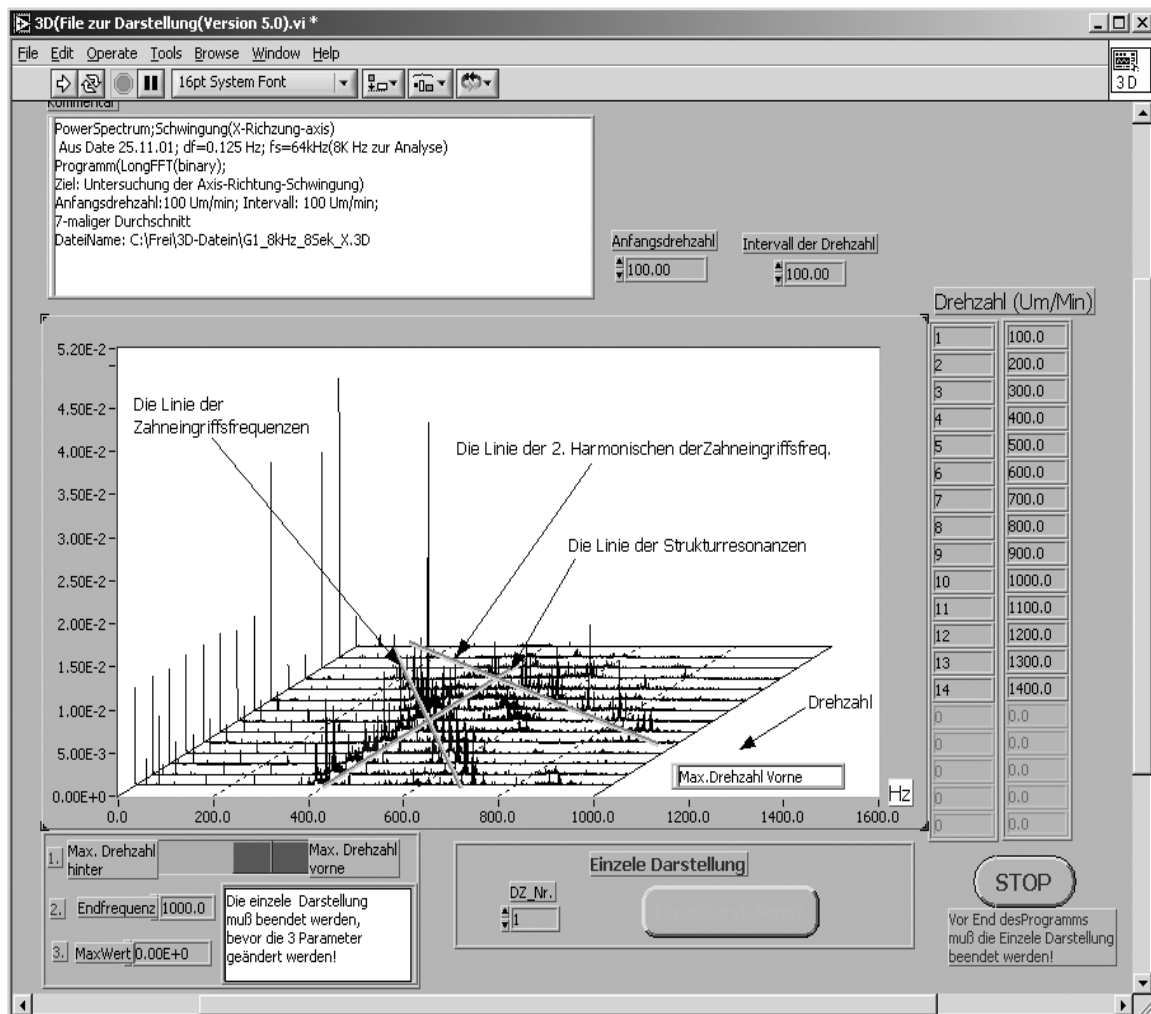 3D(File zur Darstellung(Version 5.0).vi *
File Edit Operate Tools Browse Window Help
16pt System Font
3D
Kommentar
PowerSpectrum;Schwingung(X-Richzung-axis)
Aus Date 25.11.01; df=0.125 Hz; fs=64kHz(8K Hz zur Analyse)
Programm(LongFFT(binary);
Ziel: Untersuchung der Axis-Richtung-Schwingung)
Anfangsdrehzahl:100 Um/min; Intervall: 100 Um/min;
7-maliger Durchschnitt
DateiName: C:\Frei\3D-Datein\G1_8kHz_8Sek_X.3D
Anfangsdrehzahl
100.00
Intervall der Drehzahl
100.00
Drehzahl (Um/Min)
1 100.0
2 200.0
3 300.0
4 400.0
5 500.0
6 600.0
7 700.0
8 800.0
9 900.0
10 1000.0
11 1100.0
12 1200.0
13 1300.0
14 1400.0
0 0.0
0 0.0
0 0.0
0 0.0
0 0.0
5.20E-2
4.50E-2
4.00E-2
3.50E-2
3.00E-2
2.50E-2
2.00E-2
1.50E-2
1.00E-2
5.00E-3
0.00E+0
Die Linie der
Zahneingriffsfrequenzen
Die Linie der 2. Harmonischen derZahneingriffsfreq.
Die Linie der Strukturresonanzen
Drehzahl
Max.Drehzahl Vorne
Hz
0.0 200.0 400.0 600.0 800.0 1000.0 1200.0 1400.0 1600.0
1. Max. Drehzahl
hinter
Max. Drehzahl
vorne
2. Endfrequenz 1000.0
3. MaxWert 0.00E+0
Die einzele Darstellung
muß beendet werden,
bevor die 3 Parameter
geändert werden!
Einzele Darstellung
DZ_Nr.
1
STOP
Vor End desProgramms
muß die Einzele Darstellung
beendet werden!